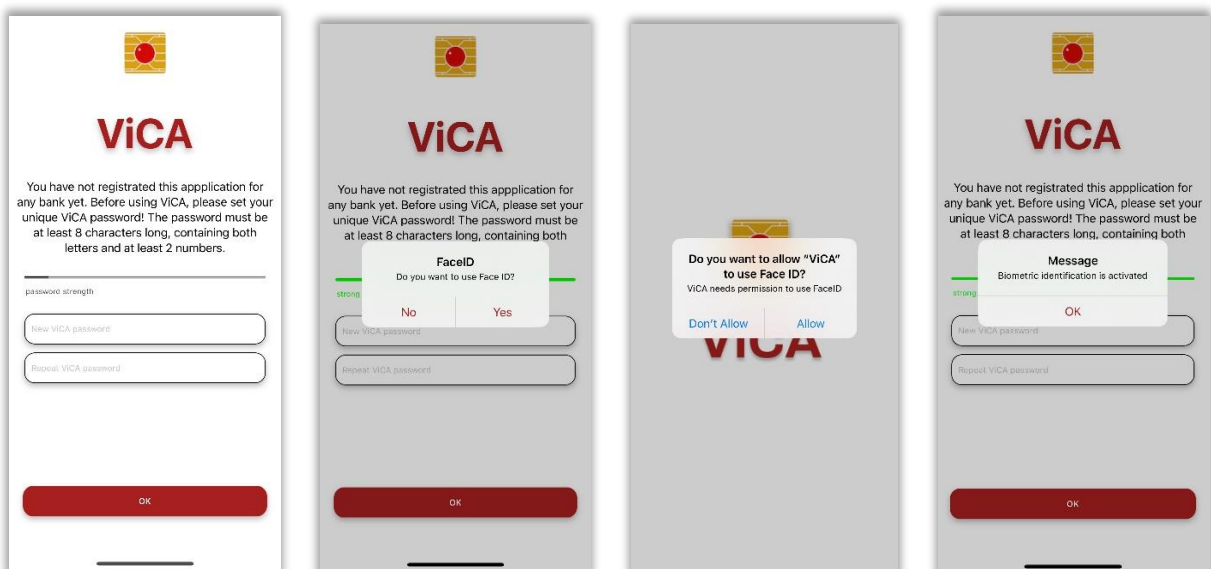 ViCA
You have not registrated this appplication for
any bank yet. Before using ViCA, please set your
unique ViCA password! The password must be
at least 8 characters long, containing both
letters and at least 2 numbers.
password strength
New ViCA password
Repeat ViCA password
OK
ViCA
You have not registrated this appplication for
any bank yet. Before using ViCA, please set your
unique ViCA password! The password must be
at least 8 characters long, containing both
FaceID
Do you want to use Face ID?
strong
No Yes
New ViCA password
Repeat ViCA password
OK
Do you want to allow “ViCA”
to use Face ID?
ViCA needs permission to use FaceID
Don’t Allow Allow
ViCA
ViCA
You have not registrated this appplication for
any bank yet. Before using ViCA, please set your
unique ViCA password! The password must be
at least 8 characters long, containing both
Message
Biometric identification is activated
strong
OK
New ViCA password
Repeat ViCA password
OK